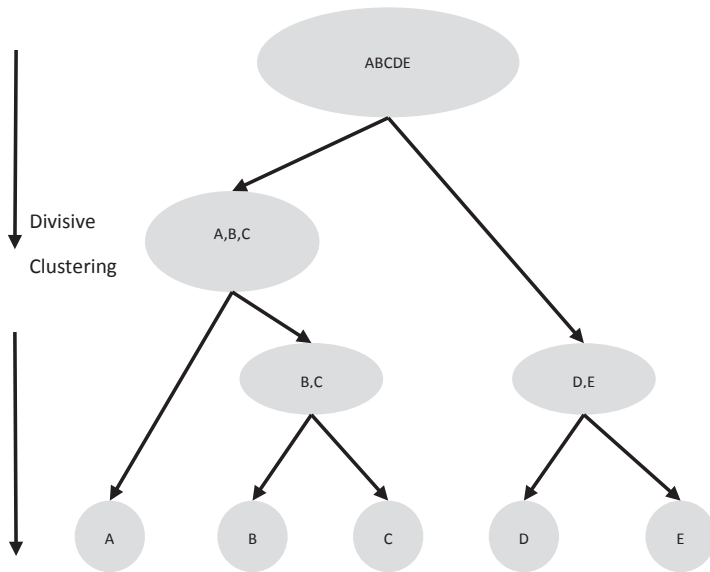 ABCDE
A,B,C
Divisive
Clustering
B,C
D,E
A
B
C
D
E